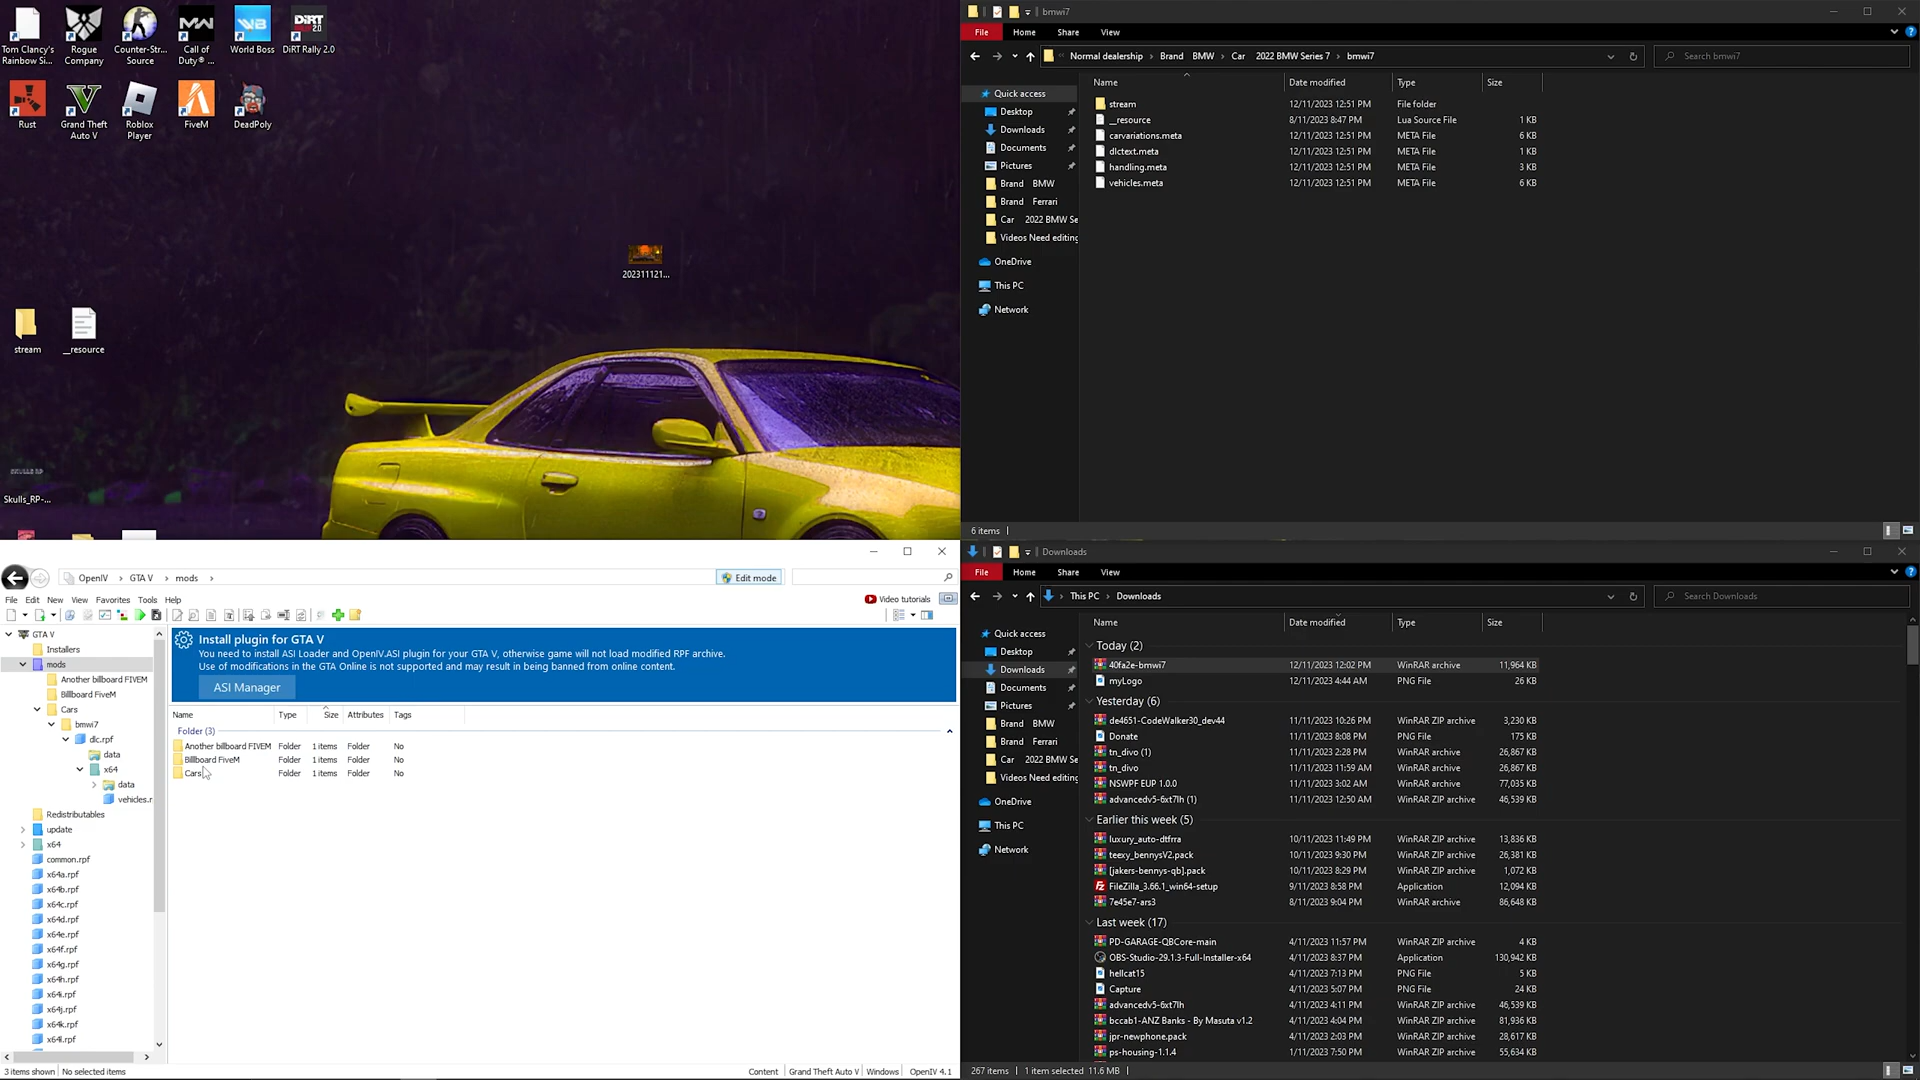 Tom Clancy's
Rainbow Si...
Rogue
Company
Counter-Str...
Source
Call of
Duty® ...
World Boss
DiRT Rally 2.0
Rust
Grand Theft
Auto V
Roblox
Player
FiveM
DeadPoly
202311121...
stream
__resource
SKULLS RP
Skulls_RP-...
bmwi7
File
Home
Share
View
Normal dealership > Brand BMW > Car 2022 BMW Series 7 > bmwi7
Search bmwi7
Name Date modified Type Size
Quick access
Desktop
Downloads
Documents
Pictures
Brand BMW
Brand Ferrari
Car 2022 BMW Se
Videos Need editing
OneDrive
This PC
Network
stream 12/11/2023 12:51 PM File folder
__resource 8/11/2023 8:47 PM Lua Source File 1 KB
carvariations.meta 12/11/2023 12:51 PM META File 6 KB
dlctext.meta 12/11/2023 12:51 PM META File 1 KB
handling.meta 12/11/2023 12:51 PM META File 3 KB
vehicles.meta 12/11/2023 12:51 PM META File 6 KB
6 items
OpenIV > GTA V > mods >
Edit mode
File Edit New View Favorites Tools Help
Video tutorials
GTA V
Installers
mods
Another billboard FIVEM
Billboard FiveM
Cars
bmwi7
dlc.rpf
data
x64
data
vehicles.r
Redistributables
update
x64
common.rpf
x64a.rpf
x64b.rpf
x64c.rpf
x64d.rpf
x64e.rpf
x64f.rpf
x64g.rpf
x64h.rpf
x64i.rpf
x64j.rpf
x64k.rpf
x64l.rpf
Install plugin for GTA V
You need to install ASI Loader and OpenIV.ASI plugin for your GTA V, otherwise game will not load modified RPF archive.
Use of modifications in the GTA Online is not supported and may result in being banned from online content.
ASI Manager
Name Type Size Attributes Tags
Folder (3)
Another billboard FIVEM Folder 1 items Folder No
Billboard FiveM Folder 1 items Folder No
Cars Folder 1 items Folder No
3 items shown No selected items
Content Grand Theft Auto V Windows OpenIV 4.1
Downloads
File
Home
Share
View
This PC > Downloads
Search Downloads
Name Date modified Type Size
Quick access
Desktop
Downloads
Documents
Pictures
Brand BMW
Brand Ferrari
Car 2022 BMW Se
Videos Need editing
OneDrive
This PC
Network
Today (2)
40fa2e-bmwi7 12/11/2023 12:02 PM WinRAR archive 11,964 KB
myLogo 12/11/2023 4:44 AM PNG File 26 KB
Yesterday (6)
de4651-CodeWalker30_dev44 11/11/2023 10:26 PM WinRAR ZIP archive 3,230 KB
Donate 11/11/2023 8:08 PM PNG File 175 KB
tn_divo (1) 11/11/2023 2:28 PM WinRAR ZIP archive 26,867 KB
tn_divo 11/11/2023 11:59 AM WinRAR ZIP archive 26,867 KB
NSWPF EUP 1.0.0 11/11/2023 3:02 AM WinRAR ZIP archive 77,035 KB
advancedv5-6xt7lh (1) 11/11/2023 12:50 AM WinRAR ZIP archive 46,539 KB
Earlier this week (5)
luxury_auto-dtfrra 10/11/2023 11:49 PM WinRAR ZIP archive 13,836 KB
teexy_bennysV2.pack 10/11/2023 9:30 PM WinRAR ZIP archive 26,381 KB
[jakers-bennys-qb].pack 10/11/2023 8:29 PM WinRAR ZIP archive 1,072 KB
FileZilla_3.66.1_win64-setup 9/11/2023 8:58 PM Application 12,094 KB
7e45e7-ars3 8/11/2023 9:04 PM WinRAR archive 86,648 KB
Last week (17)
PD-GARAGE-QBCore-main 4/11/2023 11:57 PM WinRAR ZIP archive 4 KB
OBS-Studio-29.1.3-Full-Installer-x64 4/11/2023 8:37 PM Application 130,942 KB
hellcat15 4/11/2023 7:13 PM PNG File 5 KB
Capture 4/11/2023 5:07 PM PNG File 24 KB
advancedv5-6xt7lh 4/11/2023 4:11 PM WinRAR ZIP archive 46,539 KB
bccab1-ANZ Banks - By Masuta v1.2 4/11/2023 4:04 PM WinRAR ZIP archive 81,936 KB
jpr-newphone.pack 4/11/2023 2:03 PM WinRAR ZIP archive 28,617 KB
ps-housing-1.1.4 1/11/2023 7:50 PM WinRAR ZIP archive 55,634 KB
267 items 1 item selected 11.6 MB